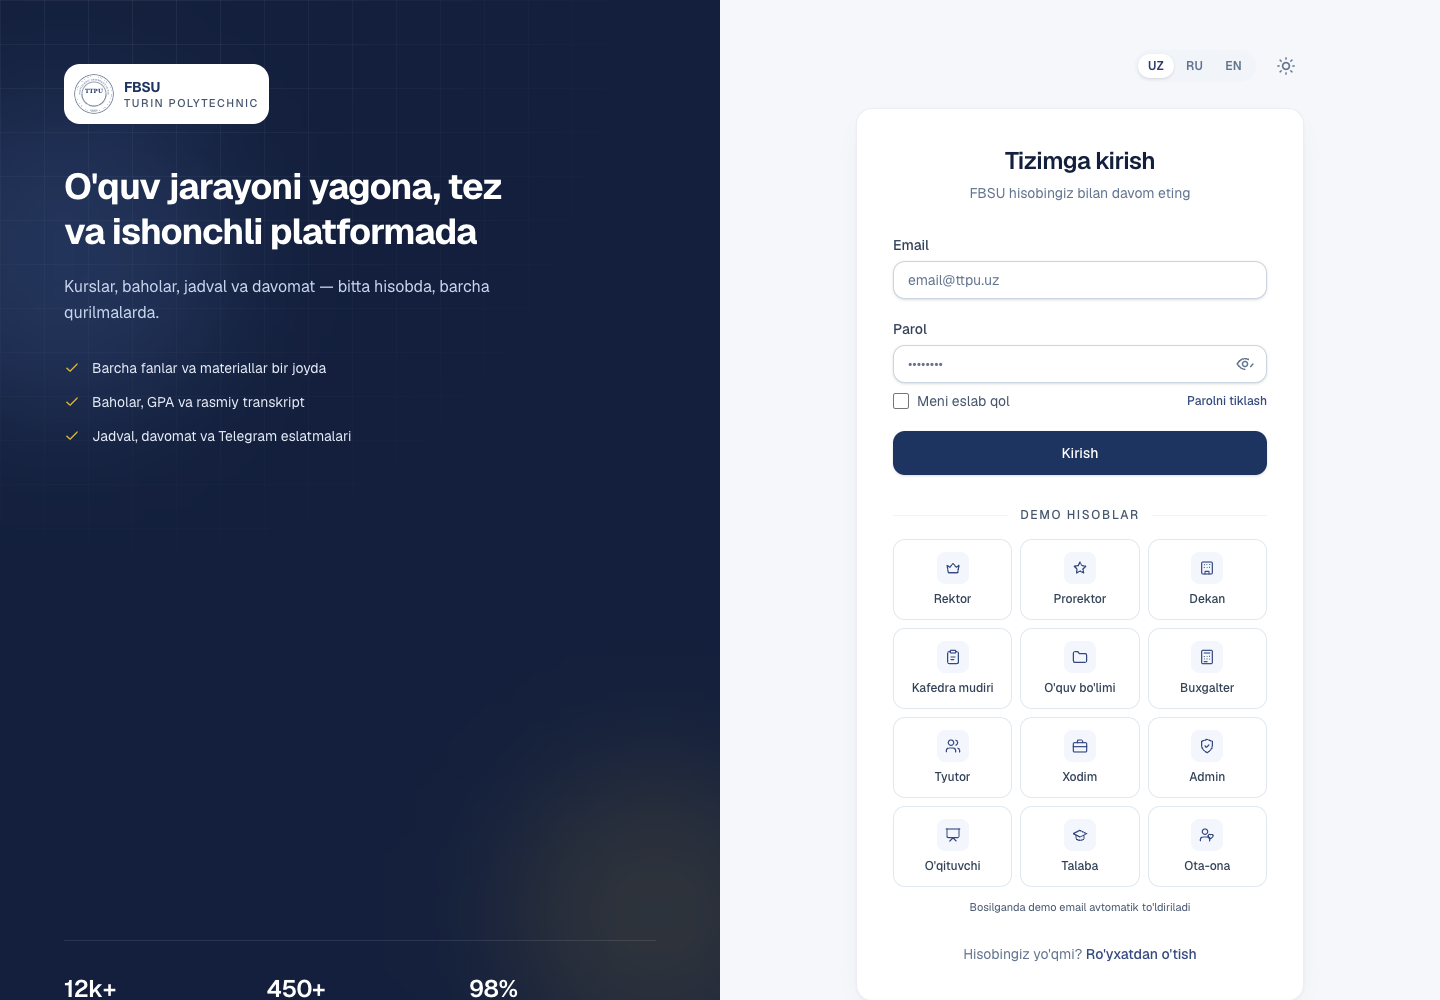 TTPU
FBSU
TURIN POLYTECHNIC
O'quv jarayoni yagona, tez
va ishonchli platformada
Kurslar, baholar, jadval va davomat — bitta hisobda, barcha
qurilmalarda.
Barcha fanlar va materiallar bir joyda
Baholar, GPA va rasmiy transkript
Jadval, davomat va Telegram eslatmalari
12k+ 450+ 98%
UZ RU EN
Tizimga kirish
FBSU hisobingiz bilan davom eting
Email
email@ttpu.uz
Parol
••••••••
Meni eslab qol Parolni tiklash
Kirish
DEMO HISOBLAR
Rektor Prorektor Dekan
Kafedra mudiri O'quv bo'limi Buxgalter
Tyutor Xodim Admin
O'qituvchi Talaba Ota-ona
Bosilganda demo email avtomatik to'ldiriladi
Hisobingiz yo'qmi? Ro'yxatdan o'tish